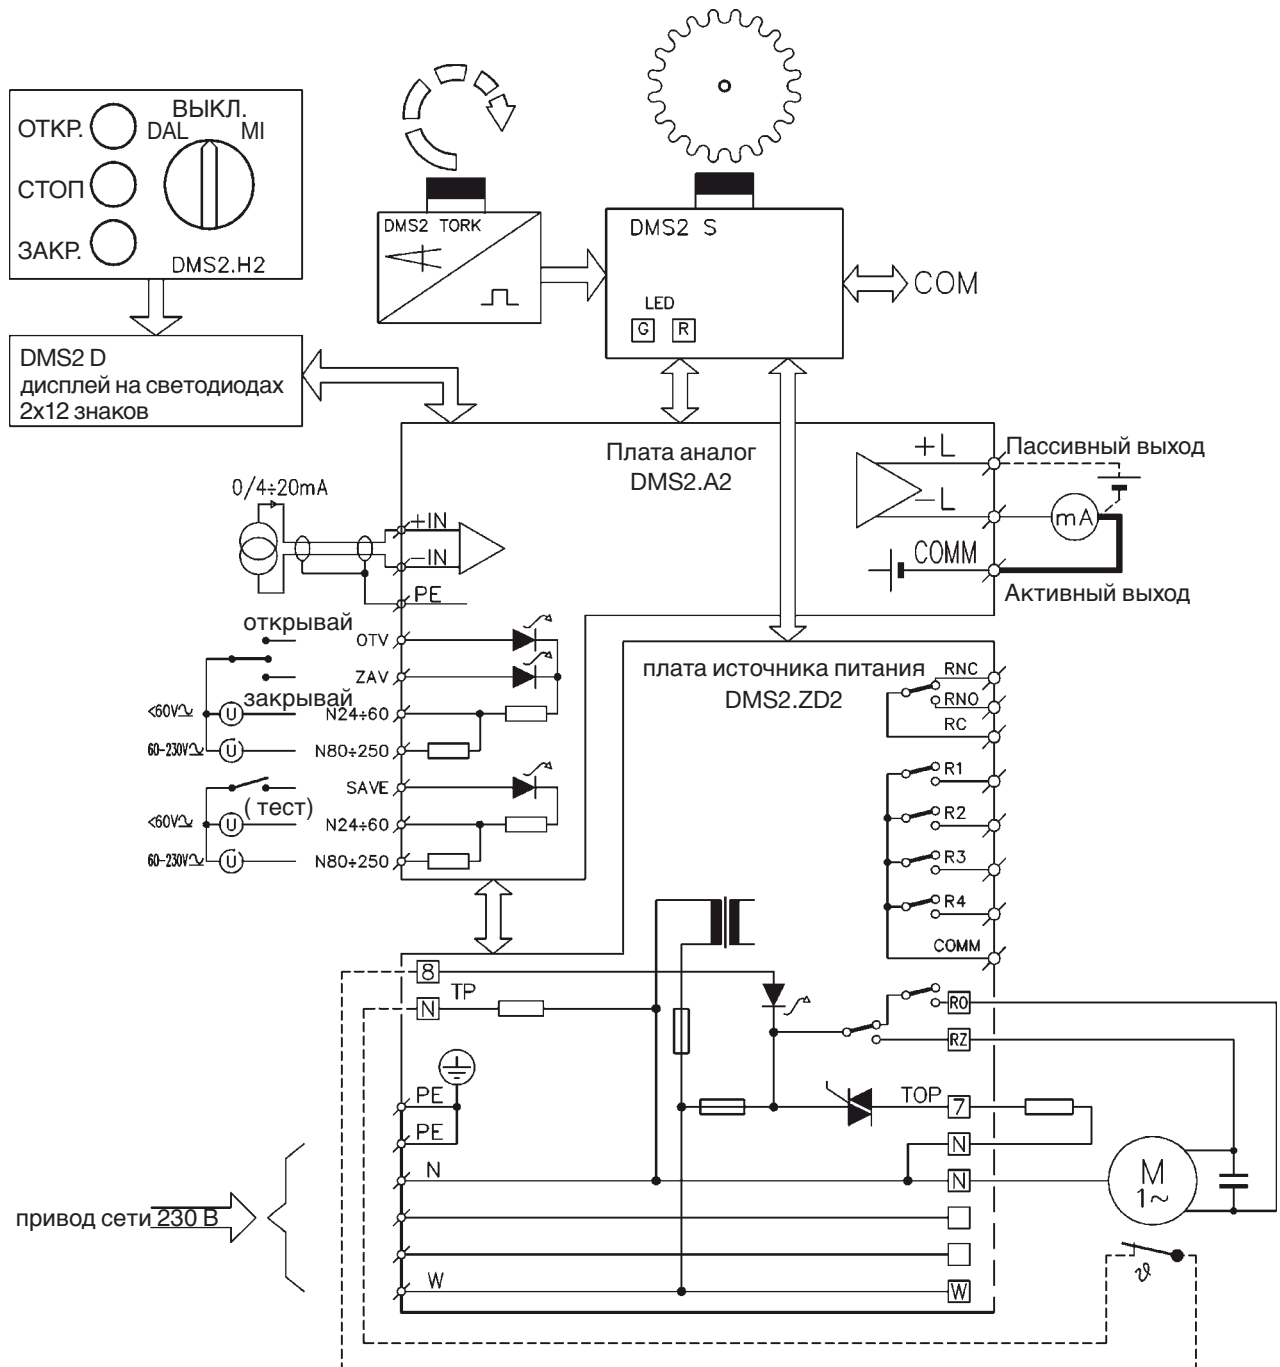 ВЫКЛ.
ОТКР.
DAL
MI
СТОП
ЗАКР.
DMS2.H2
DMS2 TORK
DMS2 S
LED
G
R
COM
DMS2 D
дисплей на светодиодах
2x12 знаков
Плата аналог
DMS2.A2
+L
Пассивный выход
–L
mA
COMM
Активный выход
0/4÷20mA
+IN
–IN
PE
открывай
OTV
ZAV
закрывай
<60V
U
N24÷60
60–230V
U
N80÷250
SAVE
( тест)
<60V
U
N24÷60
60–230V
U
N80÷250
плата источника питания
DMS2.ZD2
RNC
RNO
RC
R1
R2
R3
R4
COMM
8
N
TP
RO
RZ
PE
PE
TOP
7
N
N
N
M
1~
привод сети 230 В
W
W
ϑ